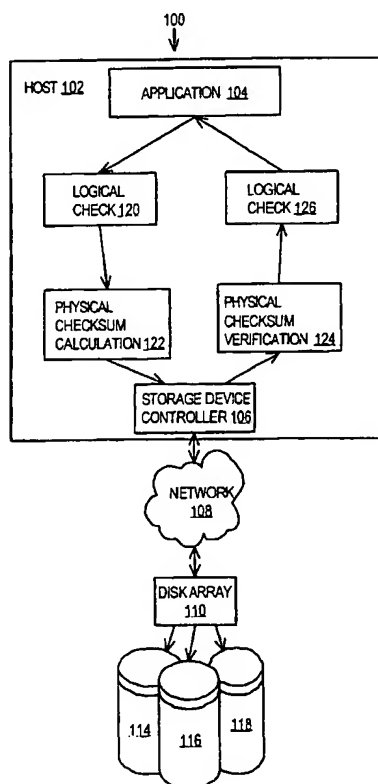 100
HOST 102
APPLICATION 104
LOGICAL
CHECK 120
LOGICAL
CHECK 126
PHYSICAL
CHECKSUM
CALCULATION 122
PHYSICAL
CHECKSUM
VERIFICATION 124
STORAGE DEVICE
CONTROLLER 106
NETWORK
108
DISK ARRAY
110
114
116
118